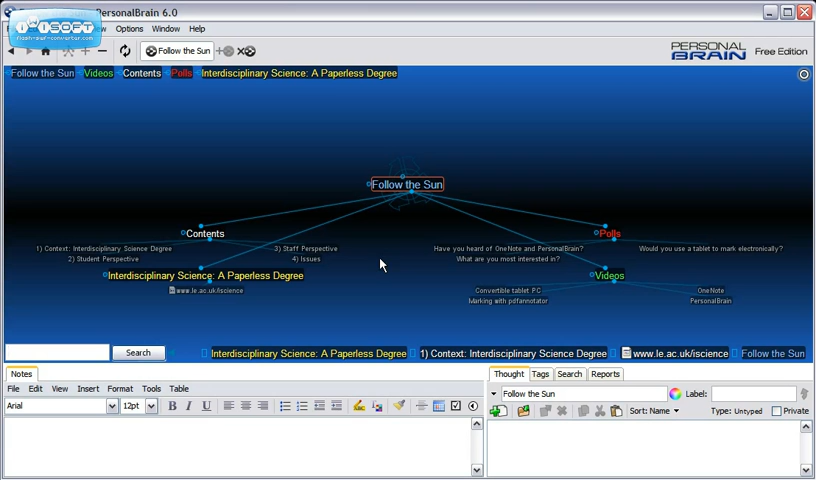 PersonalBrain 6.0
iWiSOFT
flash-swf-converter.com
Options Window Help
Follow the Sun
PERSONAL
BRAIN Free Edition
Follow the Sun Videos Contents Polls Interdisciplinary Science: A Paperless Degree
Follow the Sun
Contents Polls
1) Context: Interdisciplinary Science Degree 3) Staff Perspective Have you heard of OneNote and PersonalBrain? Would you use a tablet to mark electronically?
2) Student Perspective 4) Issues What are you most interested in?
Interdisciplinary Science: A Paperless Degree Videos
www.le.ac.uk/iscience Convertible tablet PC OneNote
Marking with pdfannotator PersonalBrain
Search Interdisciplinary Science: A Paperless Degree 1) Context: Interdisciplinary Science Degree www.le.ac.uk/iscience Follow the Sun
Notes Thought Tags Search Reports
File Edit View Insert Format Tools Table Follow the Sun Label:
Arial 12pt B I U Sort: Name Type: Untyped Private